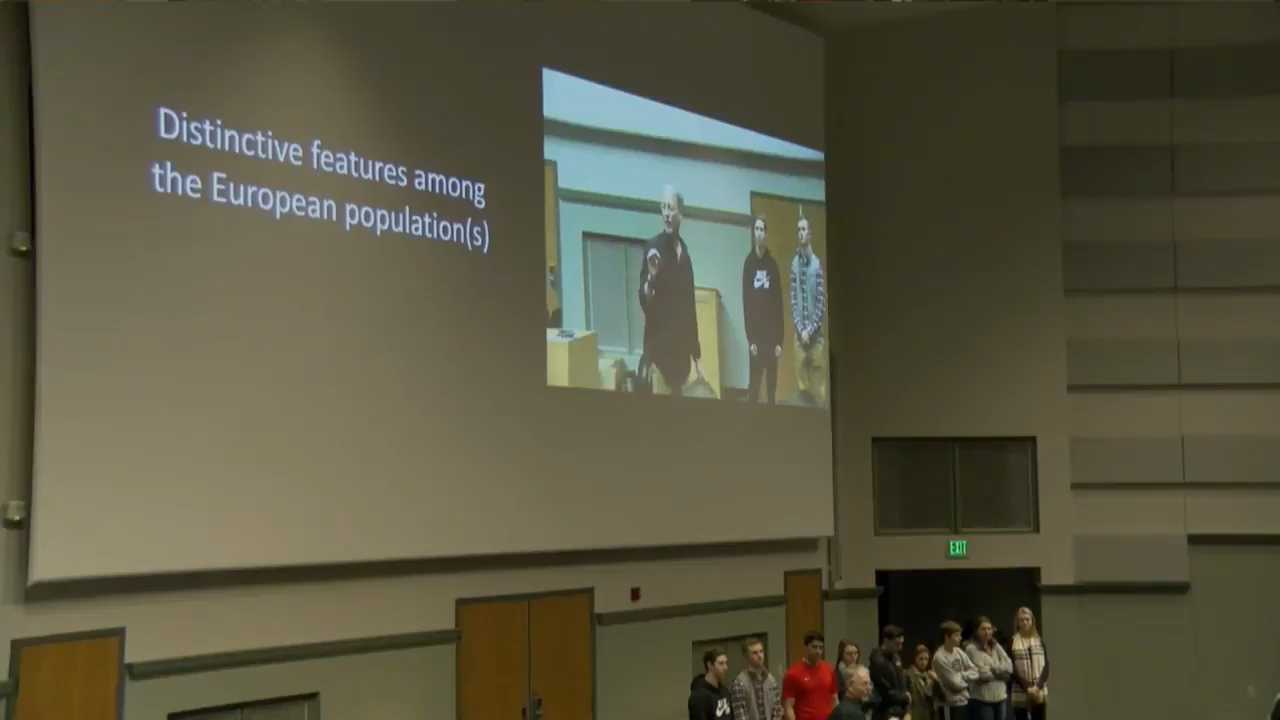 Distinctive features among
the European population(s)
EXIT